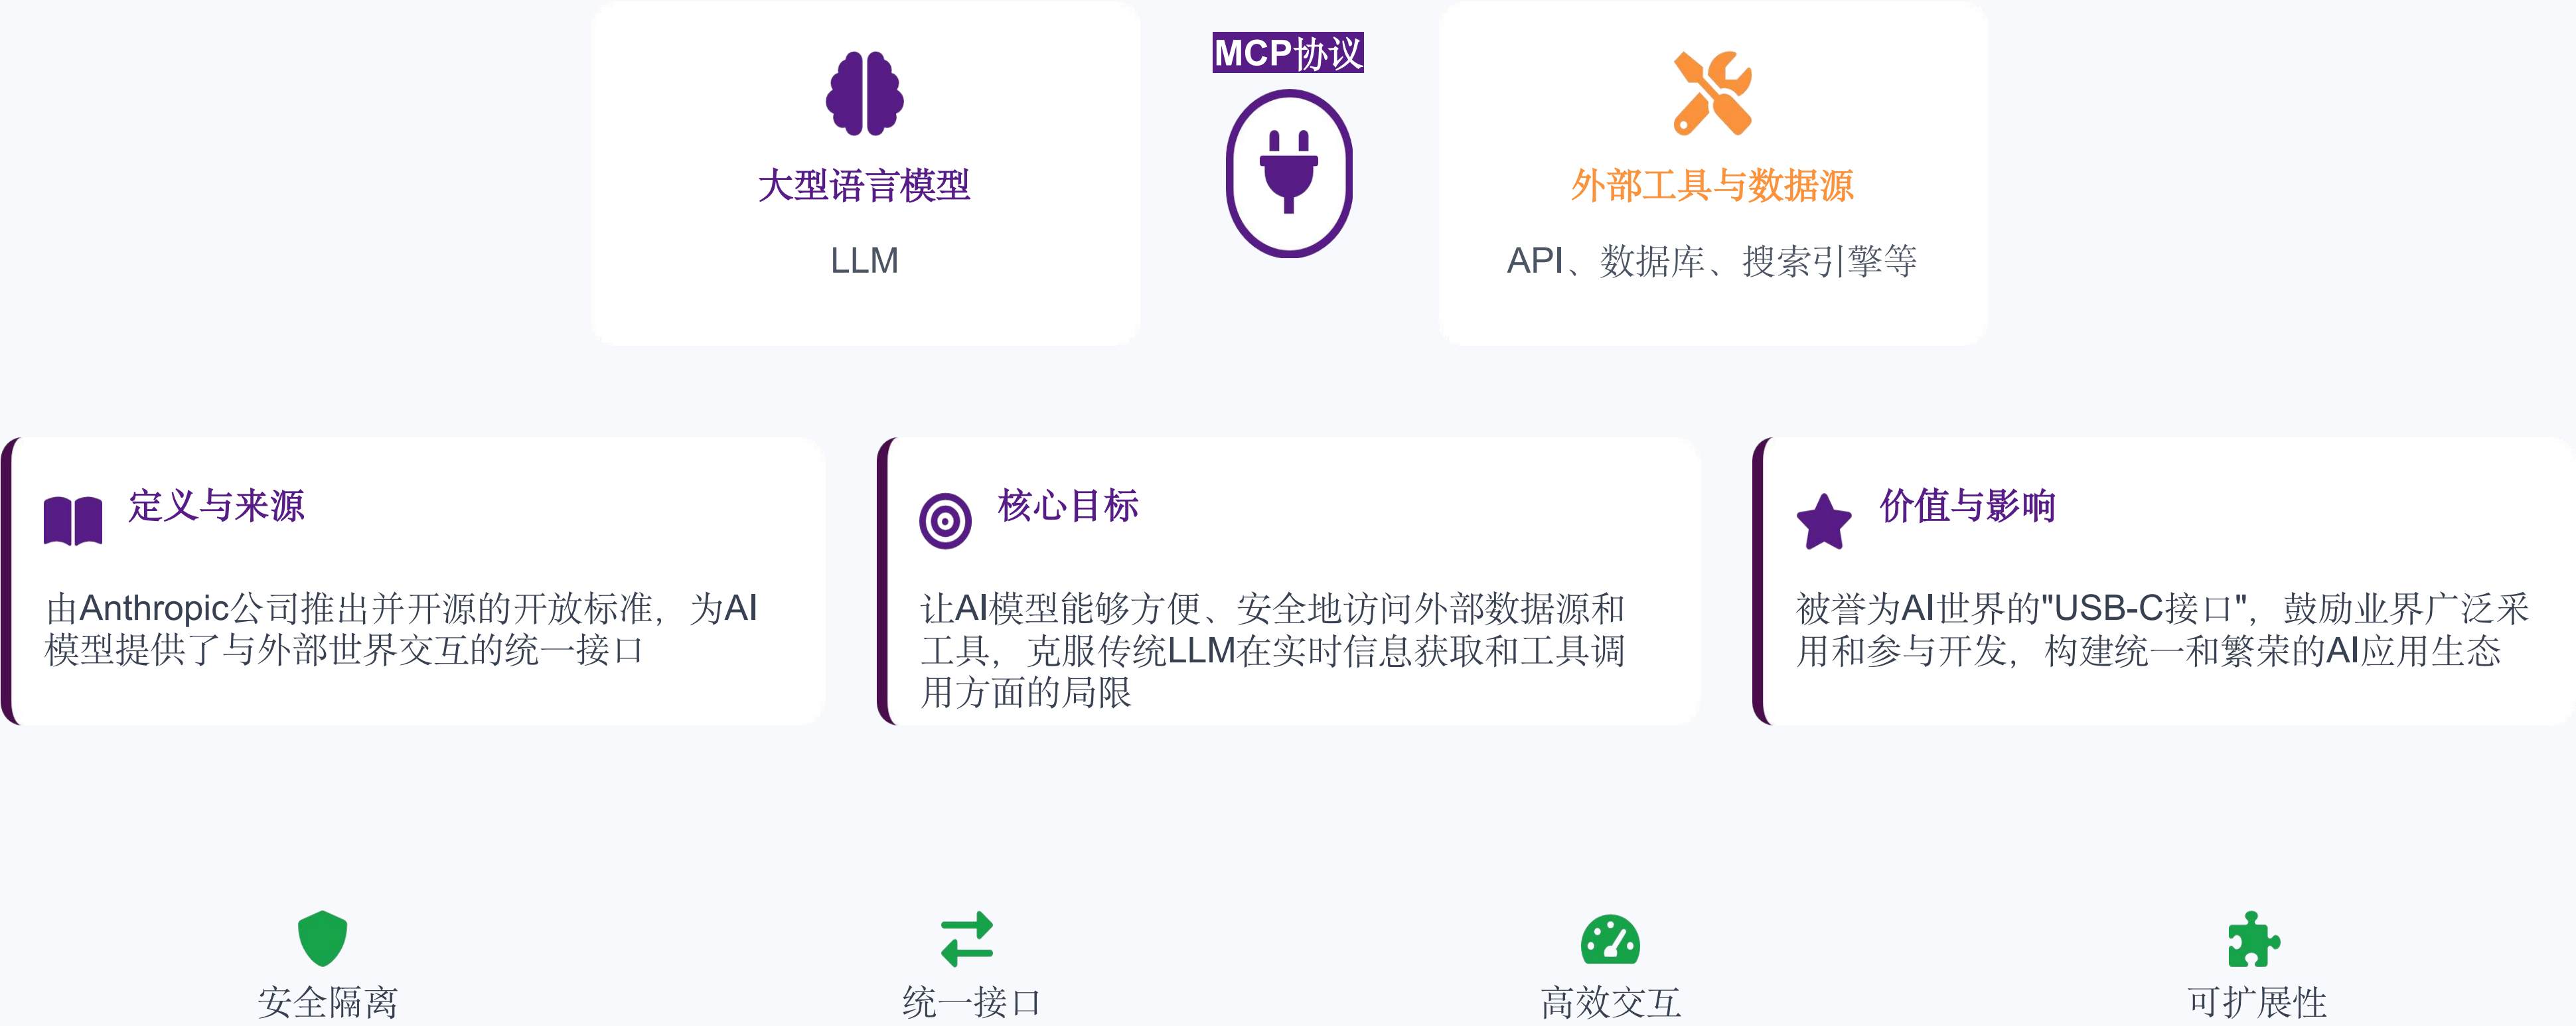 MCP协议
大型语言模型
LLM
外部工具与数据源
API、数据库、搜索引擎等
定义与来源
由Anthropic公司推出并开源的开放标准，为AI
模型提供了与外部世界交互的统一接口
核心目标
让AI模型能够方便、安全地访问外部数据源和
工具，克服传统LLM在实时信息获取和工具调
用方面的局限
价值与影响
被誉为AI世界的"USB-C接口"，鼓励业界广泛采
用和参与开发，构建统一和繁荣的AI应用生态
安全隔离
统一接口
高效交互
可扩展性